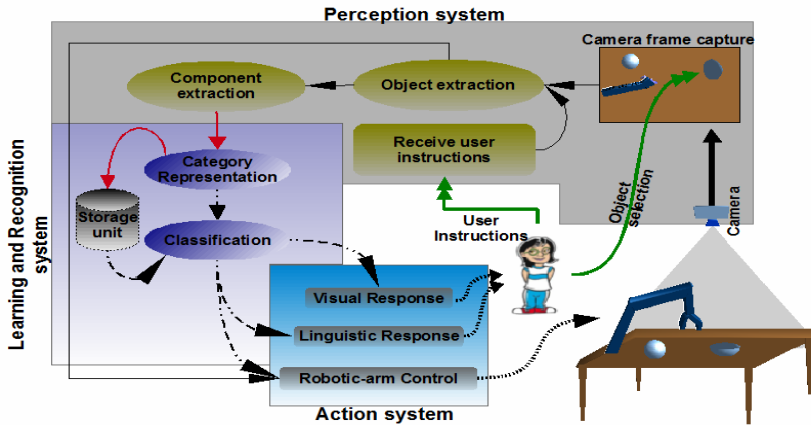 Perception system
Camera frame capture
Component
extraction
Object extraction
Receive user
instructions
Category
Representation
Storage
unit
Classification
User
Instructions
Object
selection
Camera
Learning and Recognition
system
Visual Response
Linguistic Response
Robotic-arm Control
Action system